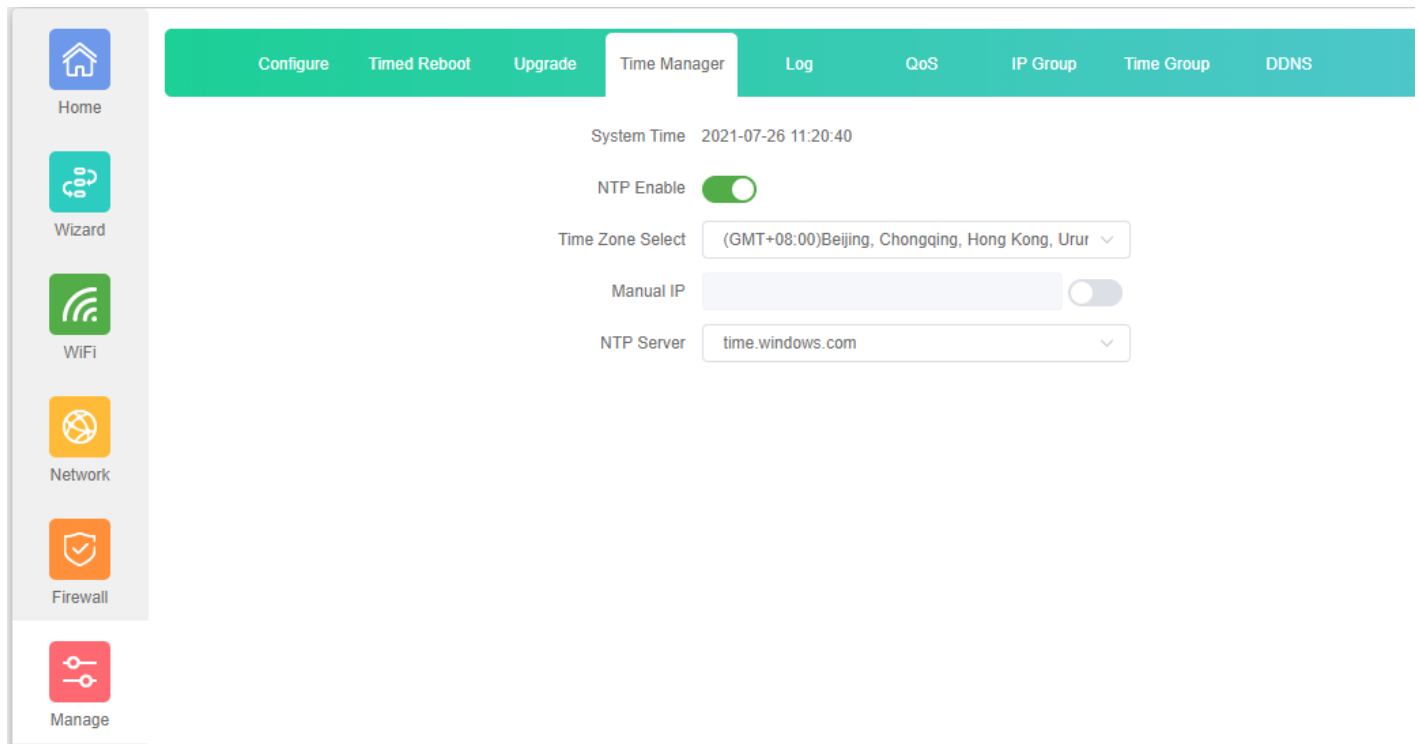 Home
Wizard
WiFi
Network
Firewall
Manage
Configure Timed Reboot Upgrade Time Manager Log QoS IP Group Time Group DDNS
System Time 2021-07-26 11:20:40
NTP Enable
Time Zone Select (GMT+08:00)Beijing, Chongqing, Hong Kong, Urur
Manual IP
NTP Server time.windows.com